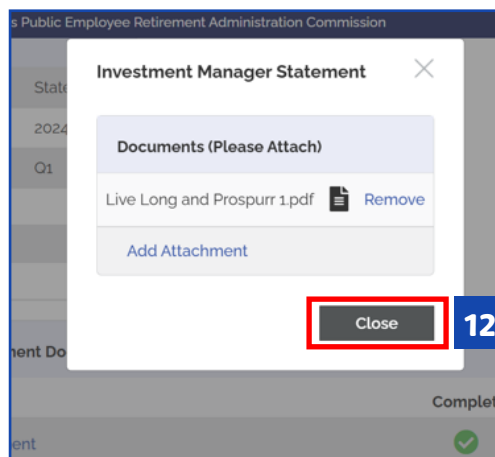 s Public Employee Retirement Administration Commission
Investment Manager Statement
State
2024
Documents (Please Attach)
Q1
Live Long and Prospurr 1.pdf Remove
Add Attachment
Close 12
ment Do
Complet
ent